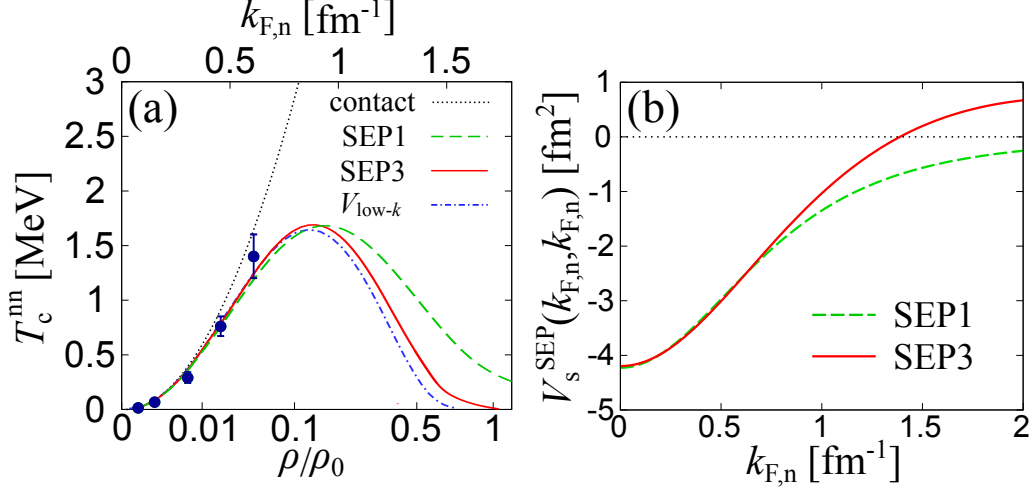 k_F,n [fm^-1]
0 0.5 1 1.5
(a)
contact
SEP1
SEP3
V_low-k
T_c^nn [MeV]
3
2.5
2
1.5
1
0.5
0
0 0.01 0.1 0.5 1
ρ/ρ_0
(b)
V_s^SEP(k_F,n,k_F,n) [fm^2]
1
0
-1
-2
-3
-4
-5
SEP1
SEP3
0 0.5 1 1.5 2
k_F,n [fm^-1]